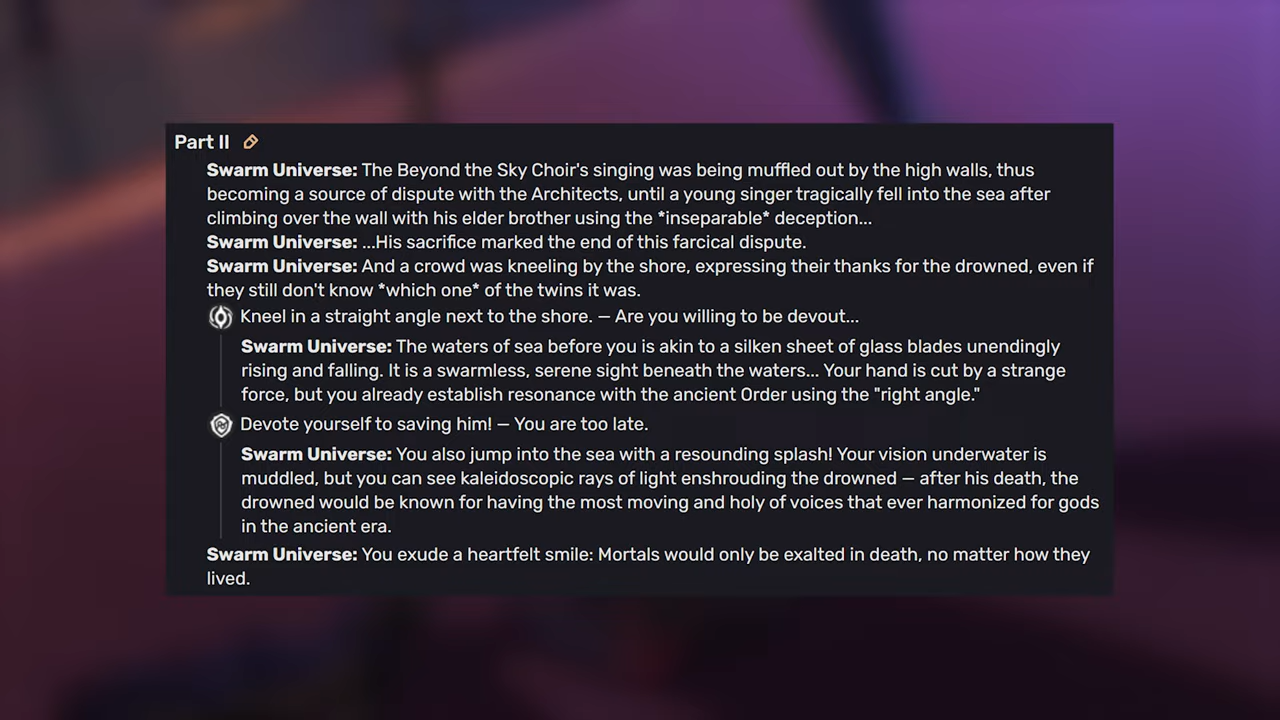 Part II
Swarm Universe: The Beyond the Sky Choir's singing was being muffled out by the high walls, thus
becoming a source of dispute with the Architects, until a young singer tragically fell into the sea after
climbing over the wall with his elder brother using the *inseparable* deception...
Swarm Universe: ...His sacrifice marked the end of this farcical dispute.
Swarm Universe: And a crowd was kneeling by the shore, expressing their thanks for the drowned, even if
they still don't know *which one* of the twins it was.
Kneel in a straight angle next to the shore. — Are you willing to be devout...
Swarm Universe: The waters of sea before you is akin to a silken sheet of glass blades unendingly
rising and falling. It is a swarmless, serene sight beneath the waters... Your hand is cut by a strange
force, but you already establish resonance with the ancient Order using the "right angle."
Devote yourself to saving him! — You are too late.
Swarm Universe: You also jump into the sea with a resounding splash! Your vision underwater is
muddled, but you can see kaleidoscopic rays of light enshrouding the drowned — after his death, the
drowned would be known for having the most moving and holy of voices that ever harmonized for gods
in the ancient era.
Swarm Universe: You exude a heartfelt smile: Mortals would only be exalted in death, no matter how they
lived.